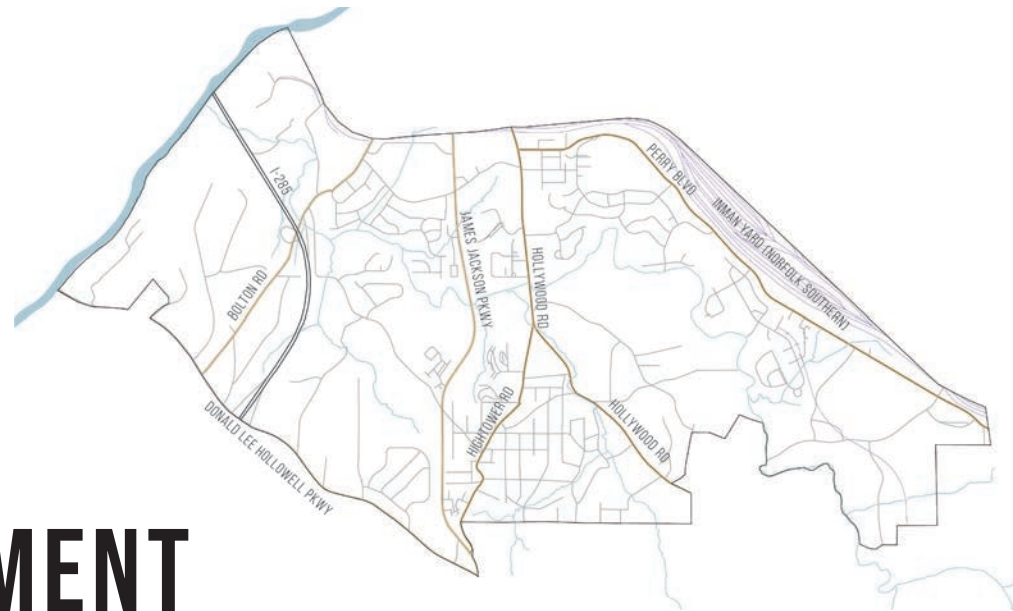 I-285
PERRY BLVD
INMAN YARD (NORFOLK SOUTHERN)
JAMES JACKSON PKWY
HOLLYWOOD RD
BOLTON RD
HIGHTOWER RD
HOLLYWOOD RD
DONALD LEE HOLLOWELL PKWY
MENT